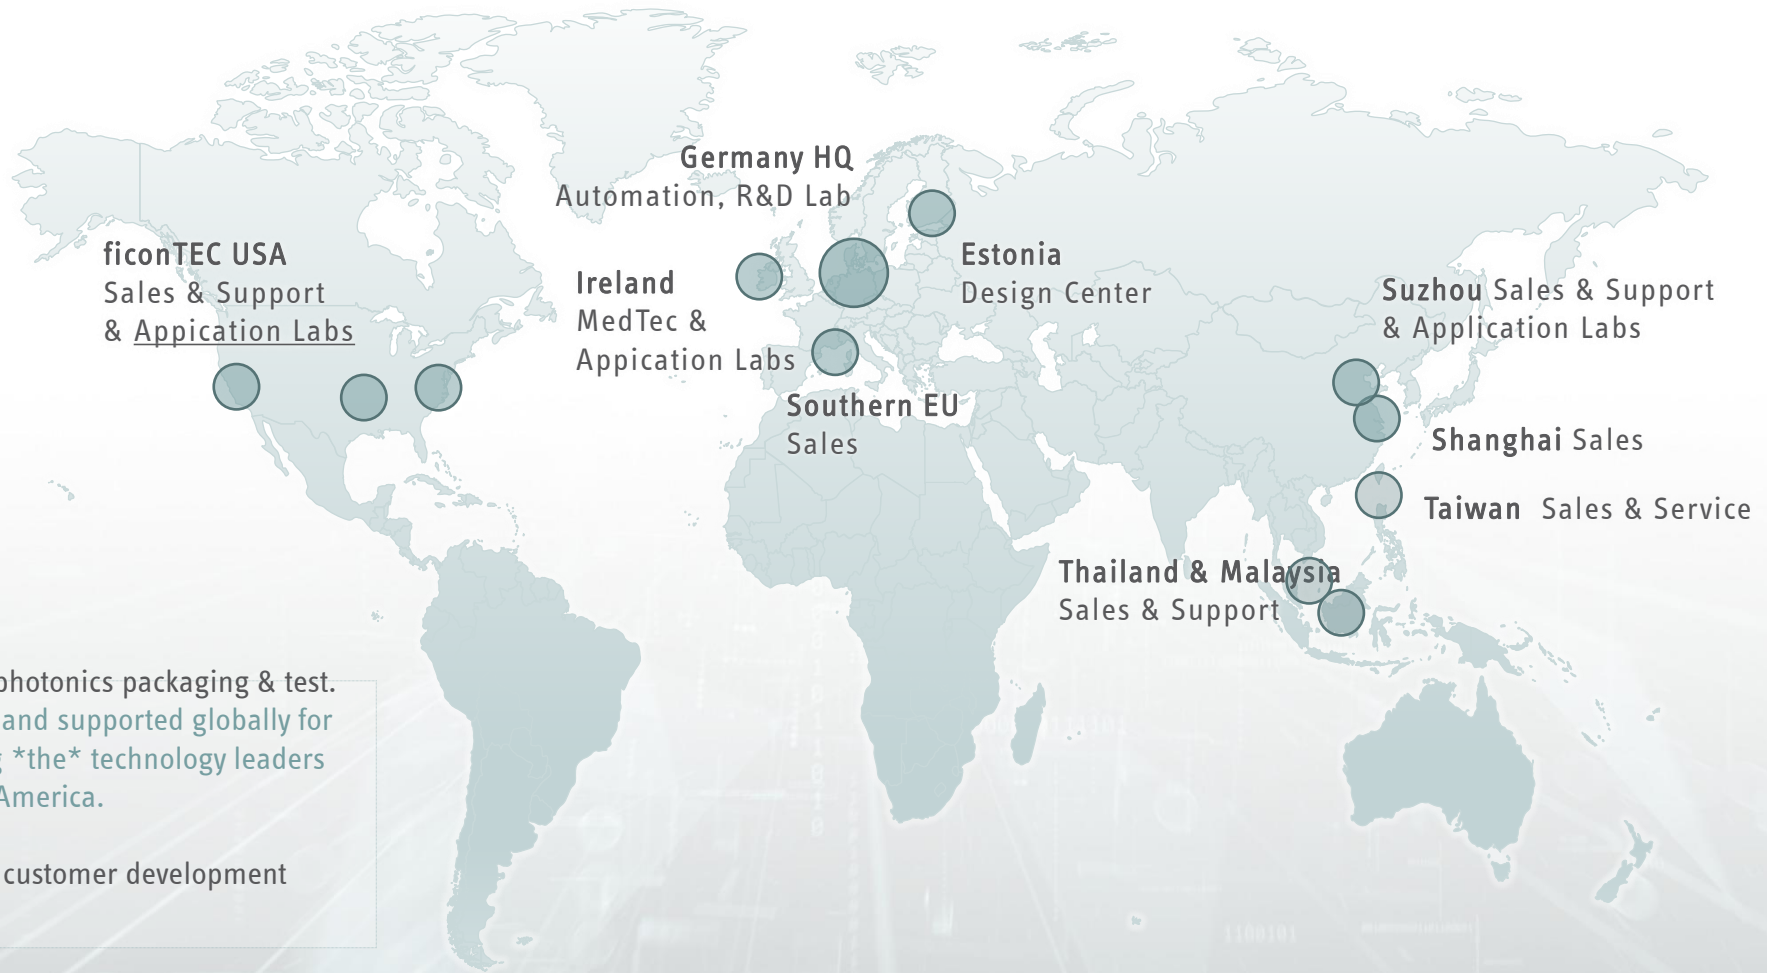 Germany HQ
Automation, R&D Lab
ficonTEC USA
Sales & Support
& Appication Labs
Ireland
MedTec &
Appication Labs
Estonia
Design Center
Suzhou Sales & Support
& Application Labs
Southern EU
Sales
Shanghai Sales
Taiwan Sales & Service
Thailand & Malaysia
Sales & Support
photonics packaging & test.
and supported globally for
*the* technology leaders
America.
customer development
1100101